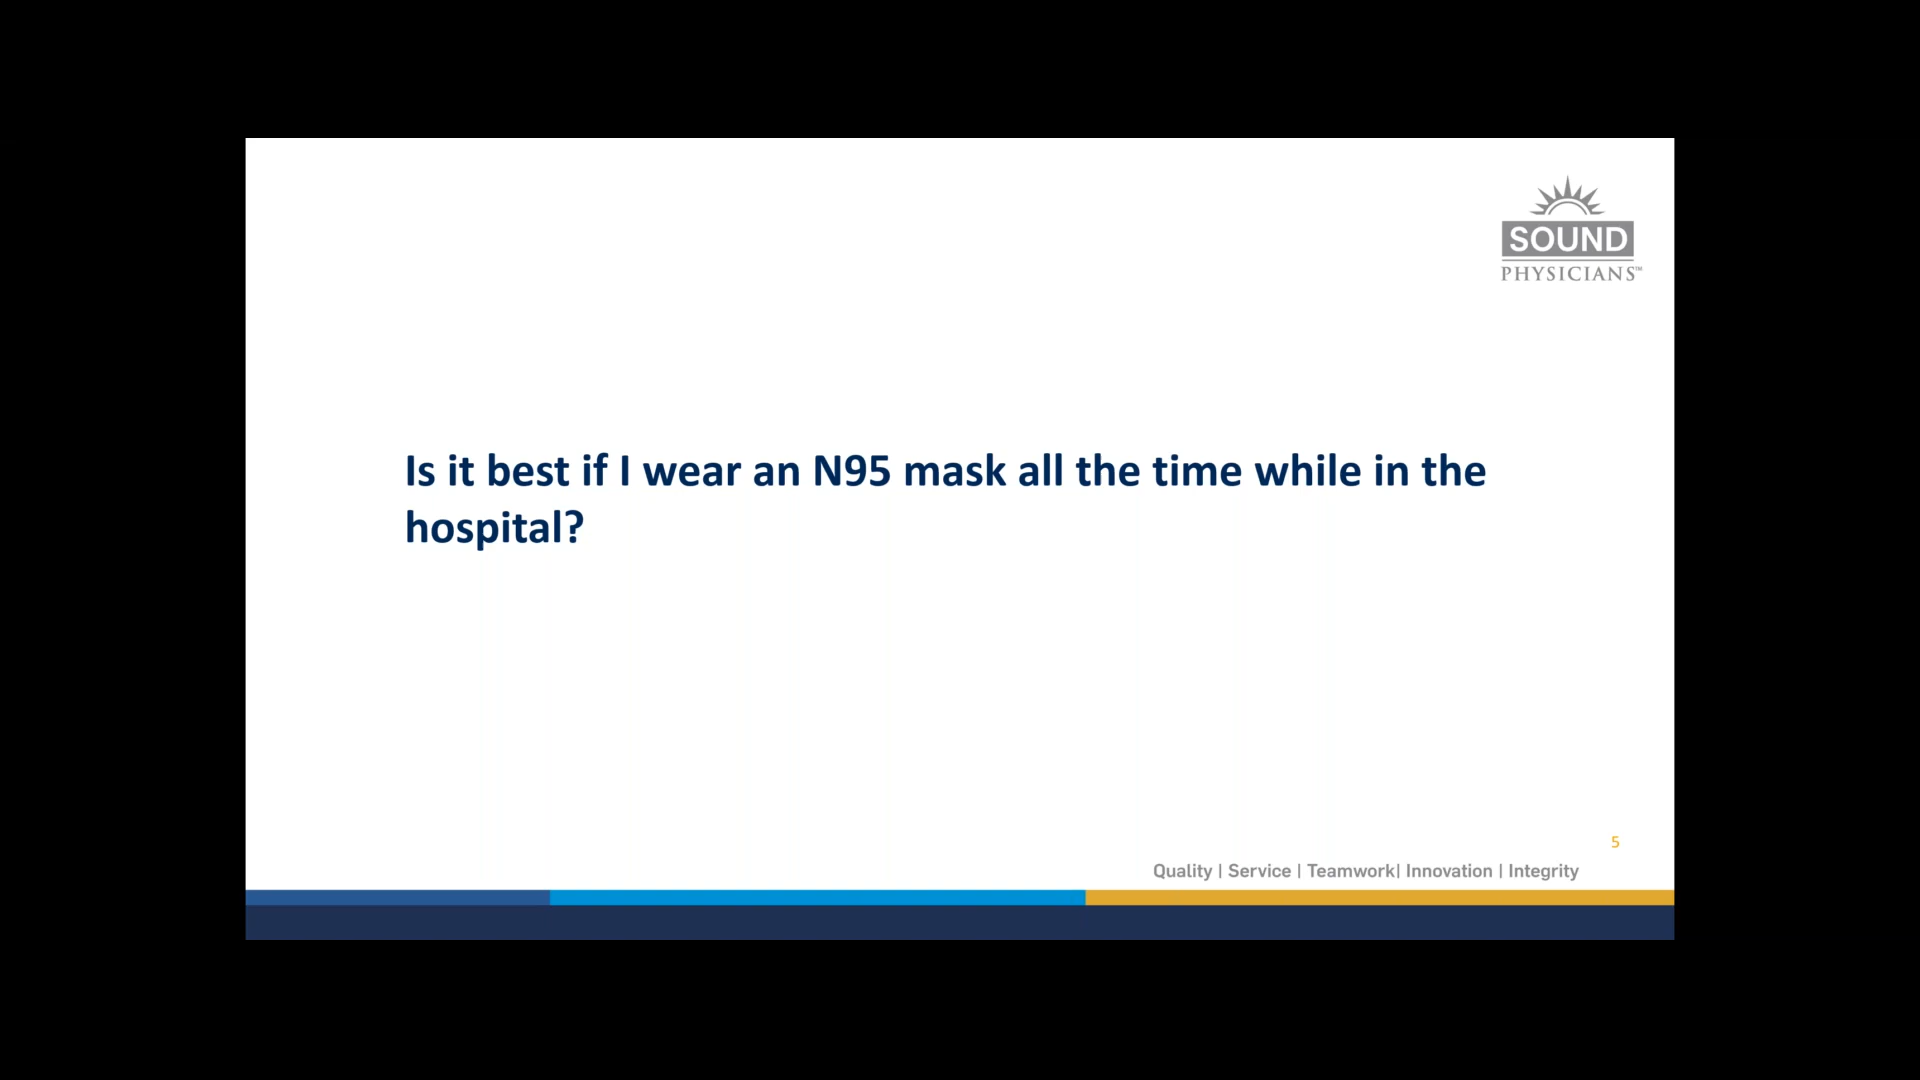 SOUND
PHYSICIANS™
Is it best if I wear an N95 mask all the time while in the
hospital?
5
Quality | Service | Teamwork| Innovation | Integrity